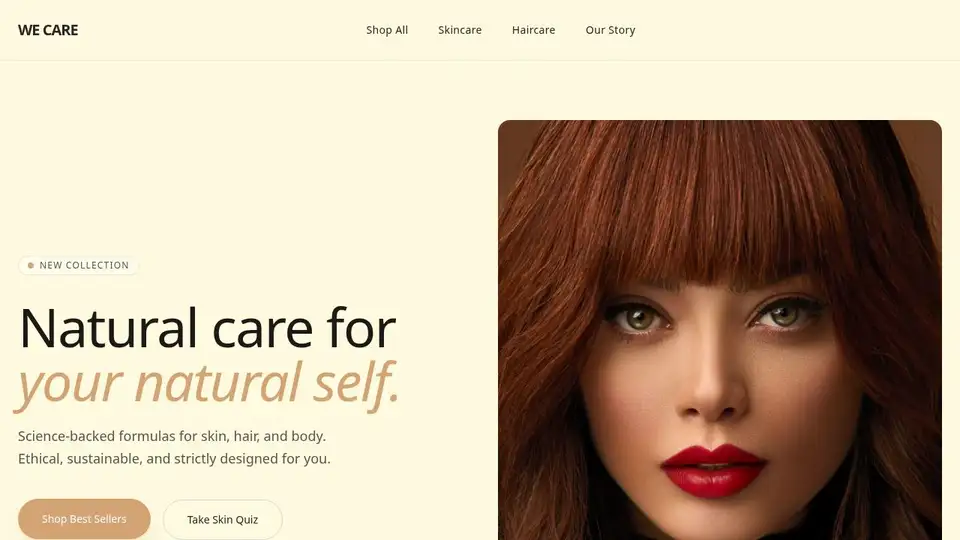 WE CARE
Shop All
Skincare
Haircare
Our Story
NEW COLLECTION
Natural care for
your natural self.
Science-backed formulas for skin, hair, and body.
Ethical, sustainable, and strictly designed for you.
Shop Best Sellers
Take Skin Quiz